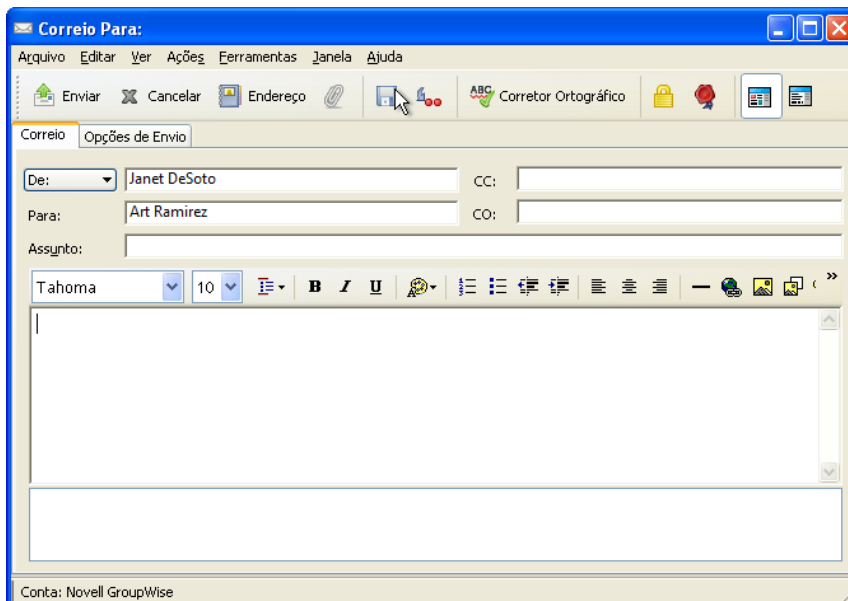 Correio Para:
Arquivo Editar Ver Ações Ferramentas Janela Ajuda
Enviar Cancelar Endereço ABC Corretor Ortográfico
Correio Opções de Envio
De: Janet DeSoto CC:
Para: Art Ramirez CO:
Assunto:
Tahoma 10 B I U »
Conta: Novell GroupWise